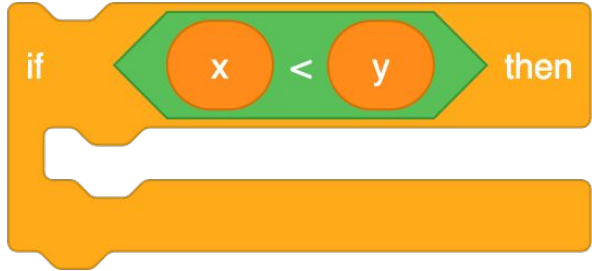 if x < y then